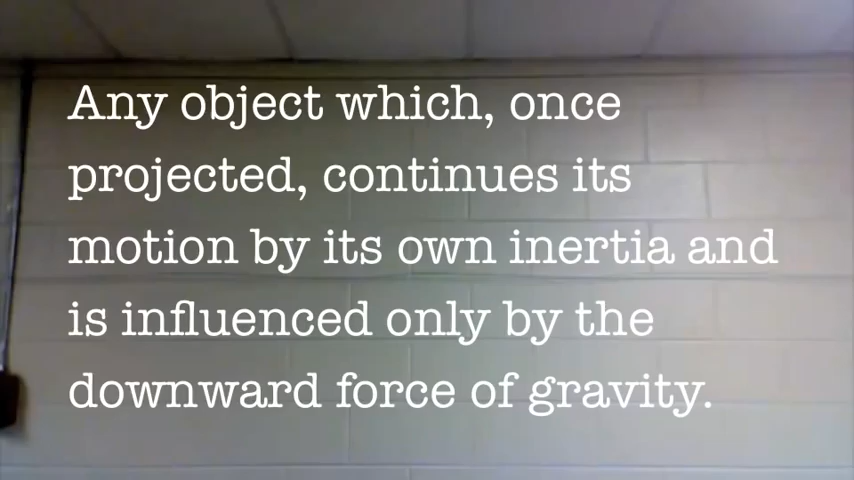 Any object which, once
projected, continues its
motion by its own inertia and
is influenced only by the
downward force of gravity.